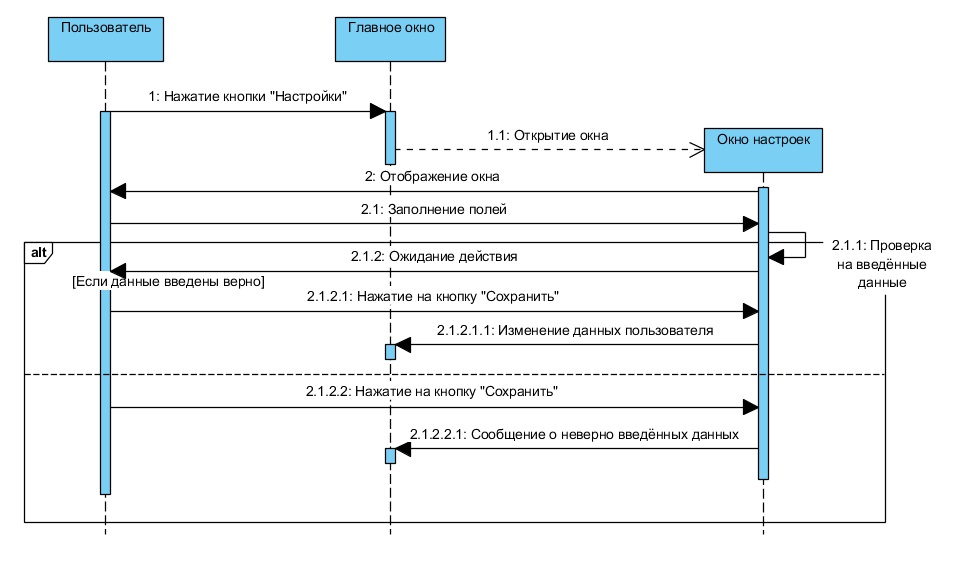 Пользователь
Главное окно
1: Нажатие кнопки "Настройки"
1.1: Открытие окна
Окно настроек
2: Отображение окна
2.1: Заполнение полей
2.1.1: Проверка
на введённые
данные
alt
2.1.2: Ожидание действия
[Если данные введены верно]
2.1.2.1: Нажатие на кнопку "Сохранить"
2.1.2.1.1: Изменение данных пользователя
2.1.2.2: Нажатие на кнопку "Сохранить"
2.1.2.2.1: Сообщение о неверно введённых данных